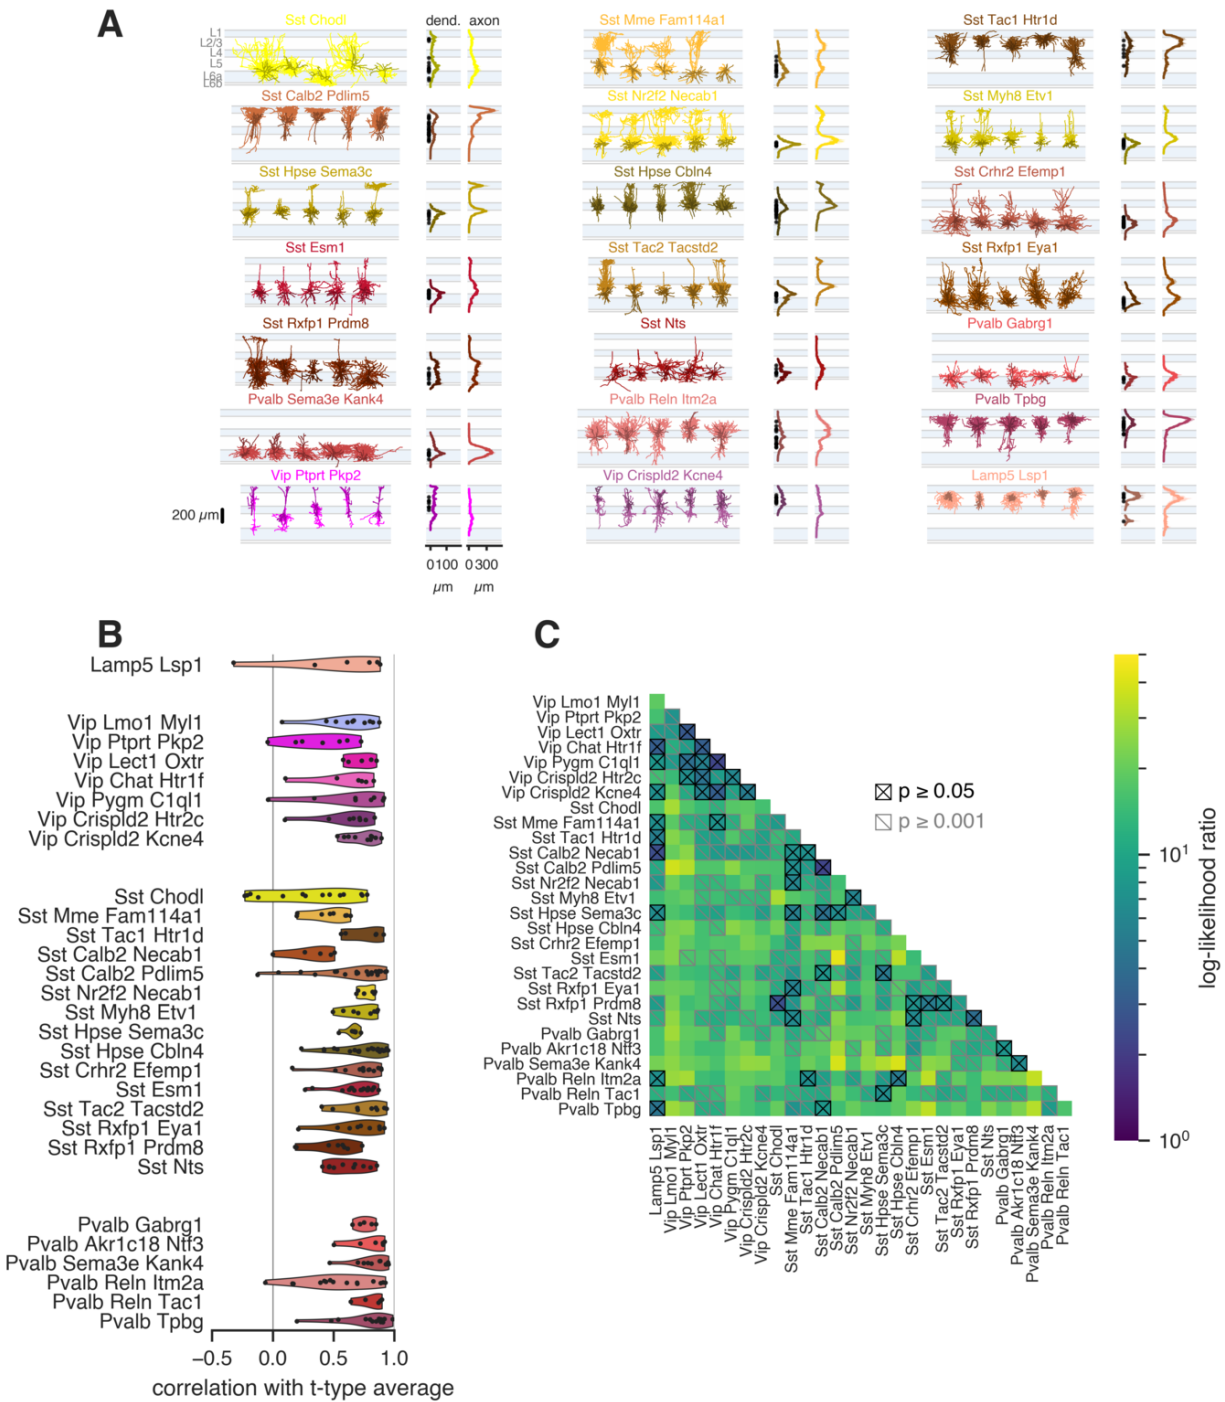 A
Sst Chodl
dend.
axon
L1
L2/3
L4
L5
L6a
L6b
Sst Mme Fam114a1
Sst Tac1 Htr1d
Sst Calb2 Pdlim5
Sst Nr2f2 Necab1
Sst Myh8 Etv1
Sst Hpse Sema3c
Sst Hpse Cbln4
Sst Crhr2 Efemp1
Sst Esm1
Sst Tac2 Tacstd2
Sst Rxfp1 Eya1
Sst Rxfp1 Prdm8
Sst Nts
Pvalb Gabrg1
Pvalb Sema3e Kank4
Pvalb Reln Itm2a
Pvalb Tpbg
Vip Ptprt Pkp2
Vip Crispld2 Kcne4
Lamp5 Lsp1
200 µm
0 100
0 300
µm
µm
B
Lamp5 Lsp1
Vip Lmo1 Myl1
Vip Ptprt Pkp2
Vip Lect1 Oxtr
Vip Chat Htr1f
Vip Pygm C1ql1
Vip Crispld2 Htr2c
Vip Crispld2 Kcne4
Sst Chodl
Sst Mme Fam114a1
Sst Tac1 Htr1d
Sst Calb2 Necab1
Sst Calb2 Pdlim5
Sst Nr2f2 Necab1
Sst Myh8 Etv1
Sst Hpse Sema3c
Sst Hpse Cbln4
Sst Crhr2 Efemp1
Sst Esm1
Sst Tac2 Tacstd2
Sst Rxfp1 Eya1
Sst Rxfp1 Prdm8
Sst Nts
Pvalb Gabrg1
Pvalb Akr1c18 Ntf3
Pvalb Sema3e Kank4
Pvalb Reln Itm2a
Pvalb Reln Tac1
Pvalb Tpbg
−0.5 0.0 0.5 1.0
correlation with t-type average
C
Vip Lmo1 Myl1
Vip Ptprt Pkp2
Vip Lect1 Oxtr
Vip Chat Htr1f
Vip Pygm C1ql1
Vip Crispld2 Htr2c
Vip Crispld2 Kcne4
Sst Chodl
Sst Mme Fam114a1
Sst Tac1 Htr1d
Sst Calb2 Necab1
Sst Calb2 Pdlim5
Sst Nr2f2 Necab1
Sst Myh8 Etv1
Sst Hpse Sema3c
Sst Hpse Cbln4
Sst Crhr2 Efemp1
Sst Esm1
Sst Tac2 Tacstd2
Sst Rxfp1 Eya1
Sst Rxfp1 Prdm8
Sst Nts
Pvalb Gabrg1
Pvalb Akr1c18 Ntf3
Pvalb Sema3e Kank4
Pvalb Reln Itm2a
Pvalb Reln Tac1
Pvalb Tpbg
Lamp5 Lsp1
Vip Lmo1 Myl1
Vip Ptprt Pkp2
Vip Lect1 Oxtr
Vip Chat Htr1f
Vip Pygm C1ql1
Vip Crispld2 Htr2c
Vip Crispld2 Kcne4
Sst Chodl
Sst Mme Fam114a1
Sst Tac1 Htr1d
Sst Calb2 Necab1
Sst Calb2 Pdlim5
Sst Nr2f2 Necab1
Sst Myh8 Etv1
Sst Hpse Sema3c
Sst Hpse Cbln4
Sst Crhr2 Efemp1
Sst Esm1
Sst Tac2 Tacstd2
Sst Rxfp1 Eya1
Sst Rxfp1 Prdm8
Sst Nts
Pvalb Gabrg1
Pvalb Akr1c18 Ntf3
Pvalb Sema3e Kank4
Pvalb Reln Itm2a
Pvalb Reln Tac1
p ≥ 0.05
p ≥ 0.001
10¹
10⁰
log-likelihood ratio